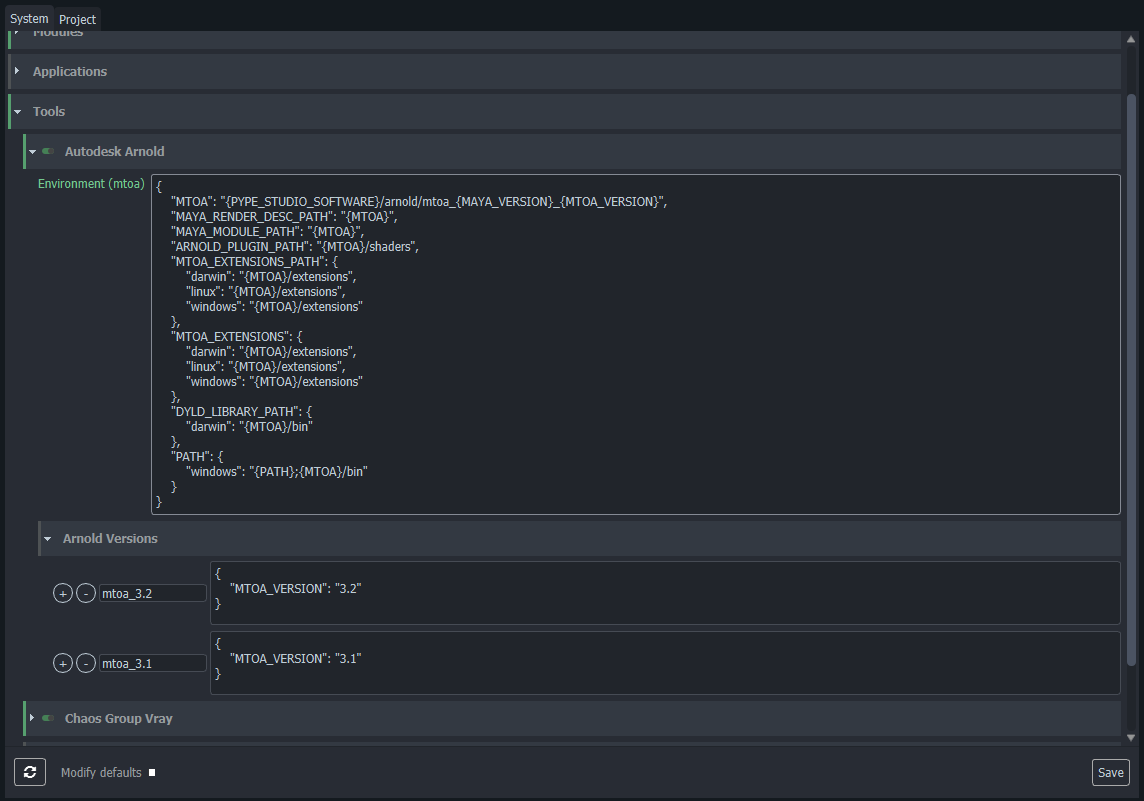 System Project
Modules
Applications
Tools
Autodesk Arnold
Environment (mtoa)
{
"MTOA": "{PYPE_STUDIO_SOFTWARE}/arnold/mtoa_{MAYA_VERSION}_{MTOA_VERSION}",
"MAYA_RENDER_DESC_PATH": "{MTOA}",
"MAYA_MODULE_PATH": "{MTOA}",
"ARNOLD_PLUGIN_PATH": "{MTOA}/shaders",
"MTOA_EXTENSIONS_PATH": {
"darwin": "{MTOA}/extensions",
"linux": "{MTOA}/extensions",
"windows": "{MTOA}/extensions"
},
"MTOA_EXTENSIONS": {
"darwin": "{MTOA}/extensions",
"linux": "{MTOA}/extensions",
"windows": "{MTOA}/extensions"
},
"DYLD_LIBRARY_PATH": {
"darwin": "{MTOA}/bin"
},
"PATH": {
"windows": "{PATH};{MTOA}/bin"
}
}
Arnold Versions
+ - mtoa_3.2
{
"MTOA_VERSION": "3.2"
}
+ - mtoa_3.1
{
"MTOA_VERSION": "3.1"
}
Chaos Group Vray
Modify defaults
Save